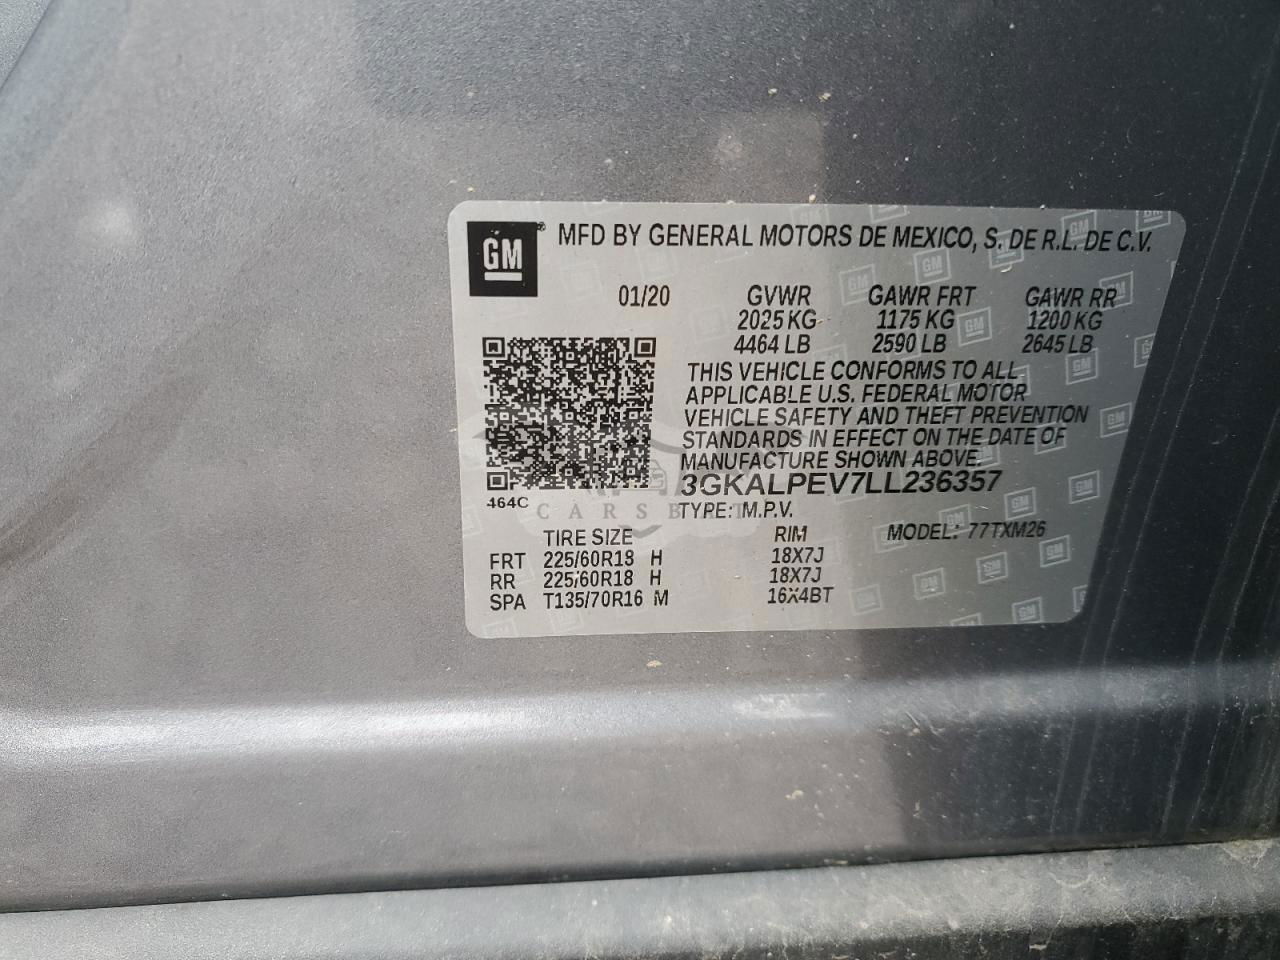 GM
MFD BY GENERAL MOTORS DE MEXICO, S. DE R.L. DE C.V.
01/20 GVWR GAWR FRT GAWR RR
2025 KG 1175 KG 1200 KG
4464 LB 2590 LB 2645 LB
THIS VEHICLE CONFORMS TO ALL
APPLICABLE U.S. FEDERAL MOTOR
VEHICLE SAFETY AND THEFT PREVENTION
STANDARDS IN EFFECT ON THE DATE OF
MANUFACTURE SHOWN ABOVE.
3GKALPEV7LL236357
464C TYPE: M.P.V.
TIRE SIZE RIM MODEL: 77TXM26
FRT 225/60R18 H 18X7J
RR 225/60R18 H 18X7J
SPA T135/70R16 M 16X4BT